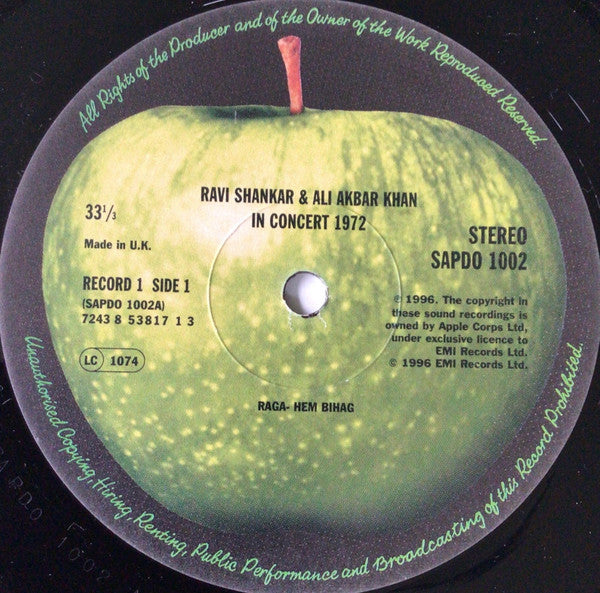 All Rights of the Producer and of the Owner of the Work Reproduced Reserved.
RAVI SHANKAR & ALI AKBAR KHAN
IN CONCERT 1972
33⅓
Made in U.K.
STEREO
SAPDO 1002
RECORD 1 SIDE 1
(SAPDO 1002A)
7243 8 53817 1 3
LC 1074
℗ 1996. The copyright in
these sound recordings is
owned by Apple Corps Ltd,
under exclusive licence to
EMI Records Ltd.
© 1996 EMI Records Ltd.
RAGA- HEM BIHAG
Unauthorised Copying, Hiring, Renting, Public Performance and Broadcasting of this Record Prohibited.